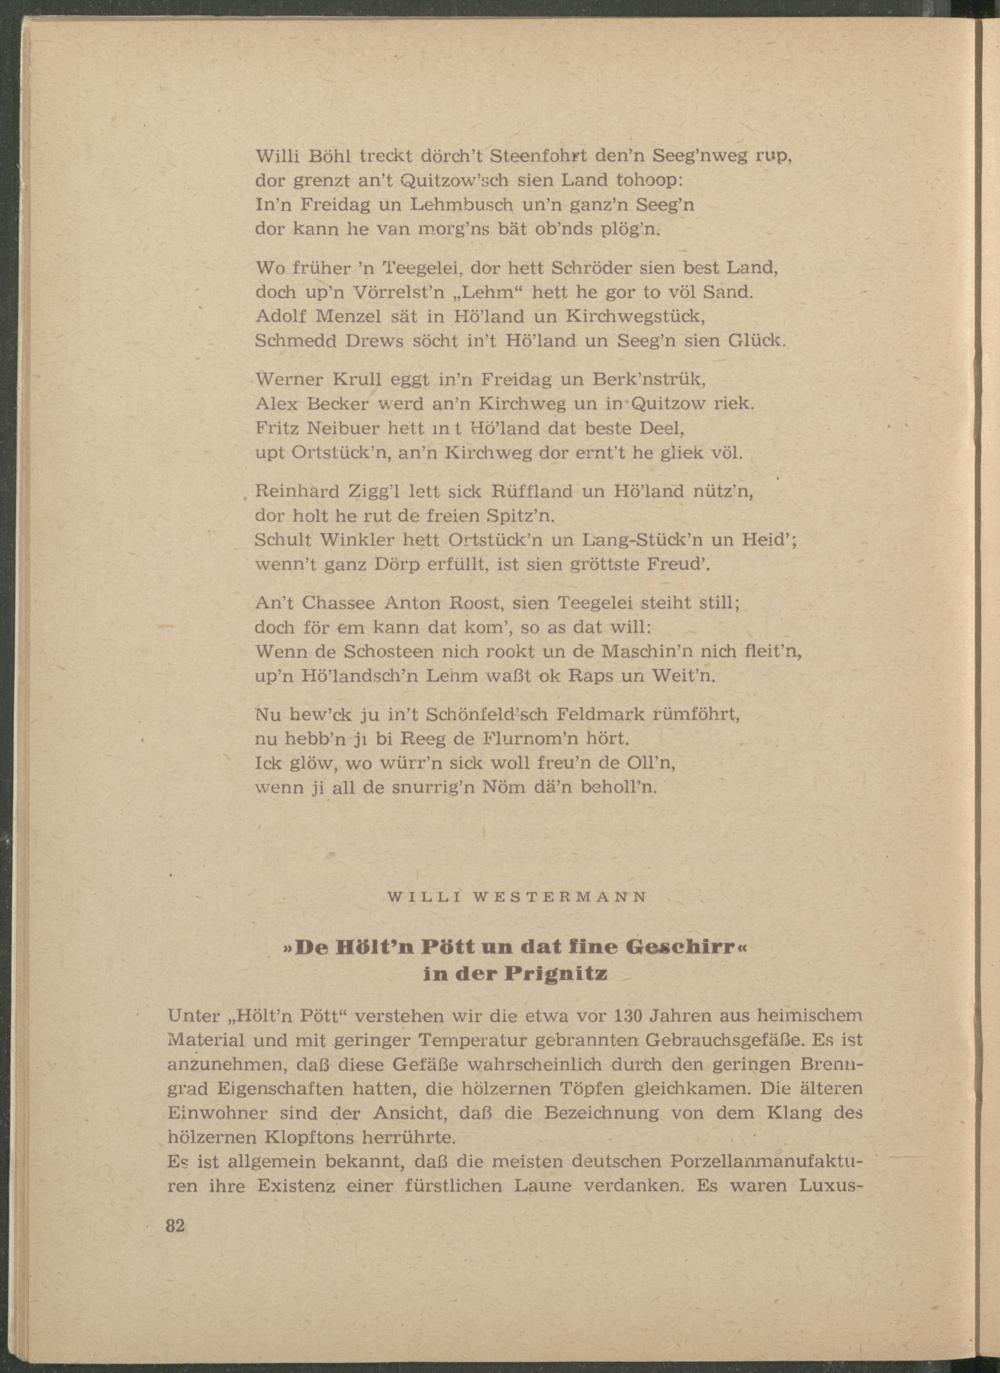 Willi Böhl treckt dörch't Steenfohrt den'n Seeg'nweg rup,
dor grenzt an't Quitzow'sch sien Land tohoop:
In'n Freidag un Lehmbusch un'n ganz'n Seeg'n
dor kann he van morg'ns bät ob'nds plög'n.
Wo früher 'n Teegelei, dor hett Schröder sien best Land,
doch up'n Vörrelst'n „Lehm“ hett he gor to völ Sand.
Adolf Menzel sät in Hö'land un Kirchwegstück,
Schmedd Drews söcht in't Hö'land un Seeg'n sien Glück.
Werner Krull eggt in'n Freidag un Berk'nstrük,
Alex Becker werd an'n Kirchweg un in Quitzow riek.
Fritz Neibuer hett in t Hö'land dat beste Deel,
upt Ortstück'n, an'n Kirchweg dor ernt't he gliek völ.
Reinhard Zigg'l lett sick Rüffland un Hö'land nütz'n,
dor holt he rut de freien Spitz'n.
Schult Winkler hett Ortstück'n un Lang-Stück'n un Heid';
wenn't ganz Dörp erfüllt, ist sien gröttste Freud'.
An't Chassee Anton Roost, sien Teegelei steiht still;
doch för em kann dat kom', so as dat will:
Wenn de Schosteen nich rookt un de Maschin'n nich fleit'n,
up'n Hö'landsch'n Lehm waßt ok Raps un Weit'n.
Nu hew'ck ju in't Schönfeld'sch Feldmark rümföhrt,
nu hebb'n ji bi Reeg de Flurnom'n hört.
Ick glöw, wo würr'n sick woll freu'n de Oll'n,
wenn ji all de snurrig'n Nöm dä'n beholl'n.
WILLI WESTERMANN
»De Hölt'n Pött un dat fine Geschirr«
in der Prignitz
Unter „Hölt'n Pött“ verstehen wir die etwa vor 130 Jahren aus heimischem
Material und mit geringer Temperatur gebrannten Gebrauchsgefäße. Es ist
anzunehmen, daß diese Gefäße wahrscheinlich durch den geringen Brenn-
grad Eigenschaften hatten, die hölzernen Töpfen gleichkamen. Die älteren
Einwohner sind der Ansicht, daß die Bezeichnung von dem Klang des
hölzernen Klopftons herrührte.
Es ist allgemein bekannt, daß die meisten deutschen Porzellanmanufaktu-
ren ihre Existenz einer fürstlichen Laune verdanken. Es waren Luxus-
82